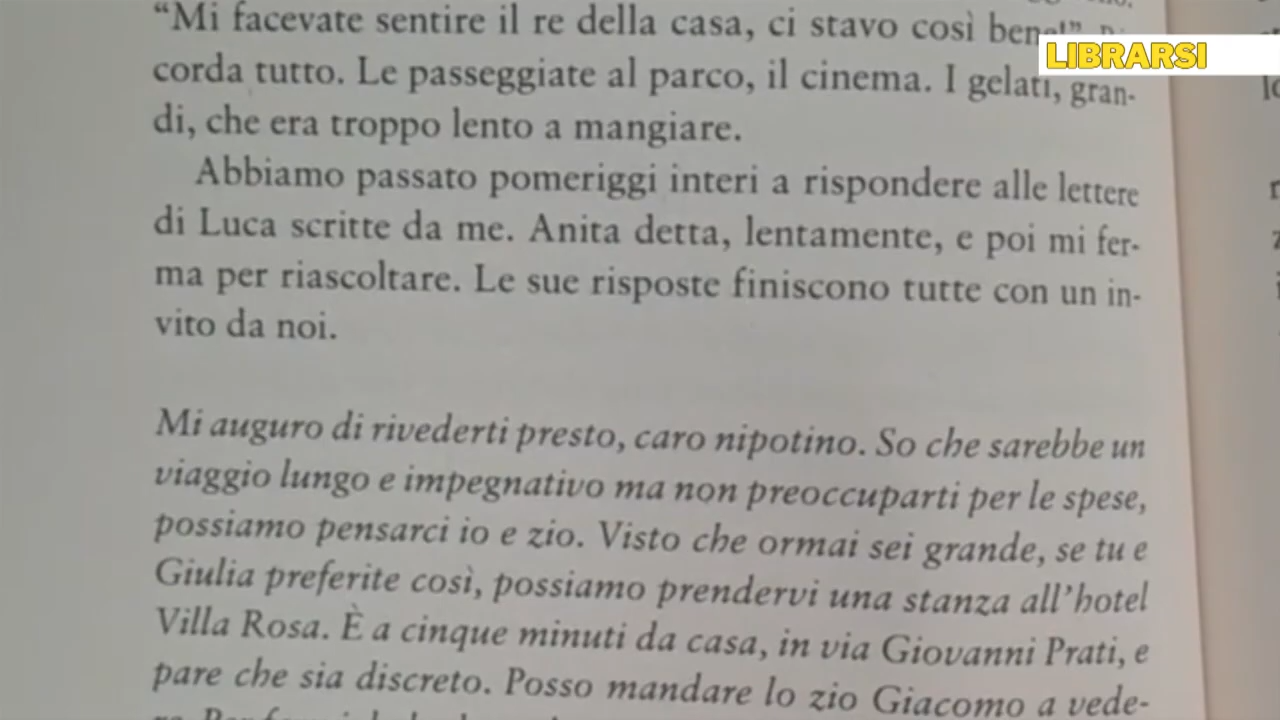 “Mi facevate sentire il re della casa, ci stavo così
LIBRARSI
corda tutto. Le passeggiate al parco, il cinema. I gelati, gran-
di, che era troppo lento a mangiare.
Abbiamo passato pomeriggi interi a rispondere alle lettere
di Luca scritte da me. Anita detta, lentamente, e poi mi fer-
ma per riascoltare. Le sue risposte finiscono tutte con un in-
vito da noi.
Mi auguro di rivederti presto, caro nipotino. So che sarebbe un
viaggio lungo e impegnativo ma non preoccuparti per le spese,
possiamo pensarci io e zio. Visto che ormai sei grande, se tu e
Giulia preferite così, possiamo prendervi una stanza all’hotel
Villa Rosa. È a cinque minuti da casa, in via Giovanni Prati, e
pare che sia discreto. Posso mandare lo zio Giacomo a vede-